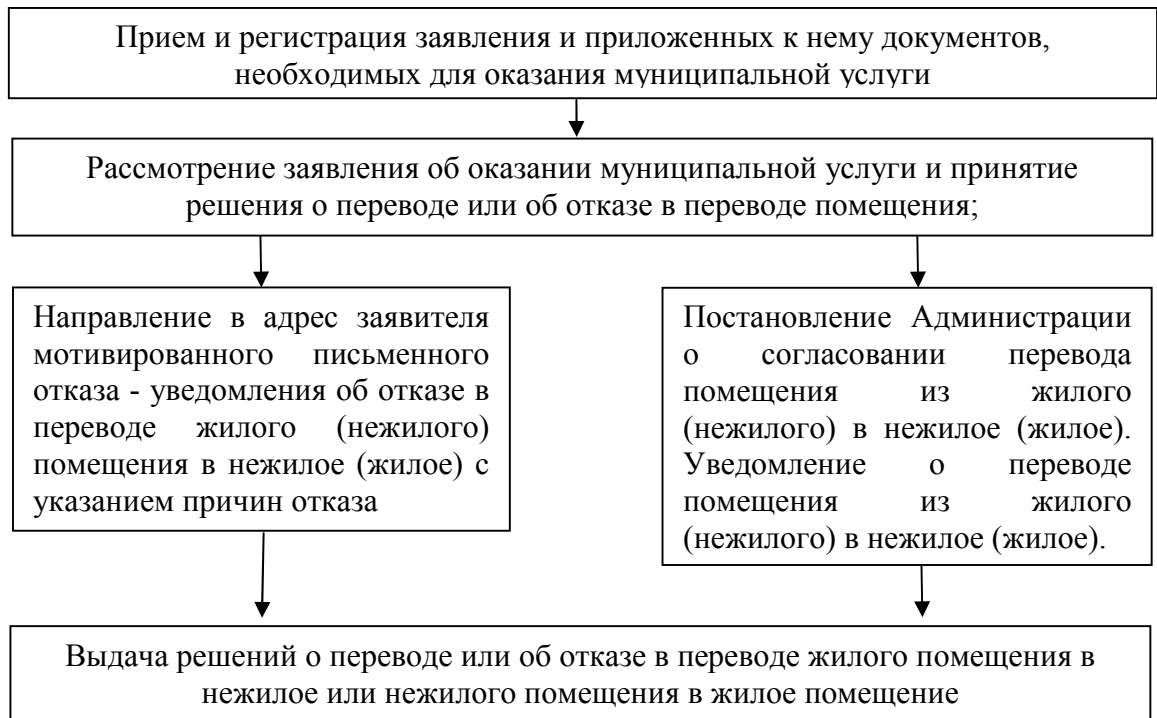 Прием и регистрация заявления и приложенных к нему документов,
необходимых для оказания муниципальной услуги
Рассмотрение заявления об оказании муниципальной услуги и принятие
решения о переводе или об отказе в переводе помещения;
Направление в адрес заявителя
мотивированного письменного
отказа - уведомления об отказе в
переводе жилого (нежилого)
помещения в нежилое (жилое) с
указанием причин отказа
Постановление Администрации
о согласовании перевода
помещения из жилого
(нежилого) в нежилое (жилое).
Уведомление о переводе
помещения из жилого
(нежилого) в нежилое (жилое).
Выдача решений о переводе или об отказе в переводе жилого помещения в
нежилое или нежилого помещения в жилое помещение